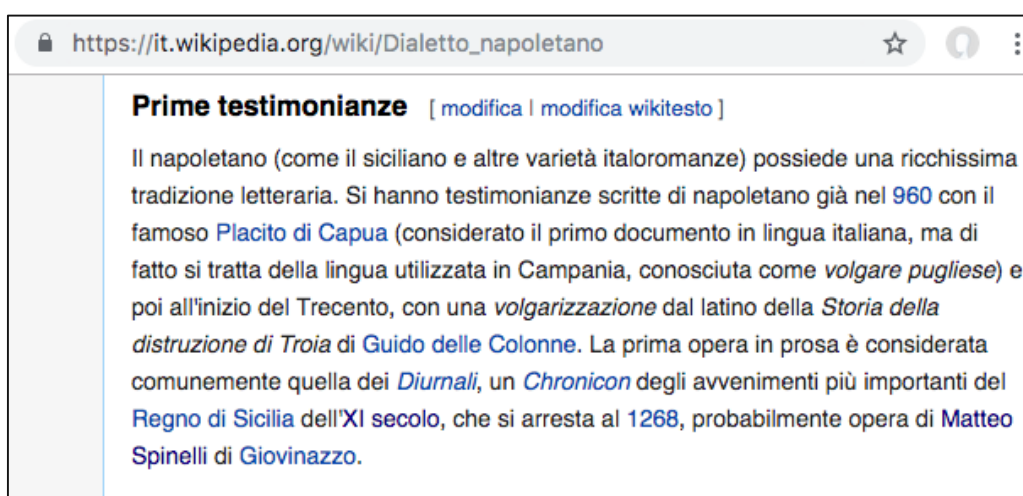 https://it.wikipedia.org/wiki/Dialetto_napoletano
Prime testimonianze [ modifica | modifica wikitesto ]
Il napoletano (come il siciliano e altre varietà italoromanze) possiede una ricchissima
tradizione letteraria. Si hanno testimonianze scritte di napoletano già nel 960 con il
famoso Placito di Capua (considerato il primo documento in lingua italiana, ma di
fatto si tratta della lingua utilizzata in Campania, conosciuta come volgare pugliese) e
poi all'inizio del Trecento, con una volgarizzazione dal latino della Storia della
distruzione di Troia di Guido delle Colonne. La prima opera in prosa è considerata
comunemente quella dei Diurnali, un Chronicon degli avvenimenti più importanti del
Regno di Sicilia dell'XI secolo, che si arresta al 1268, probabilmente opera di Matteo
Spinelli di Giovinazzo.